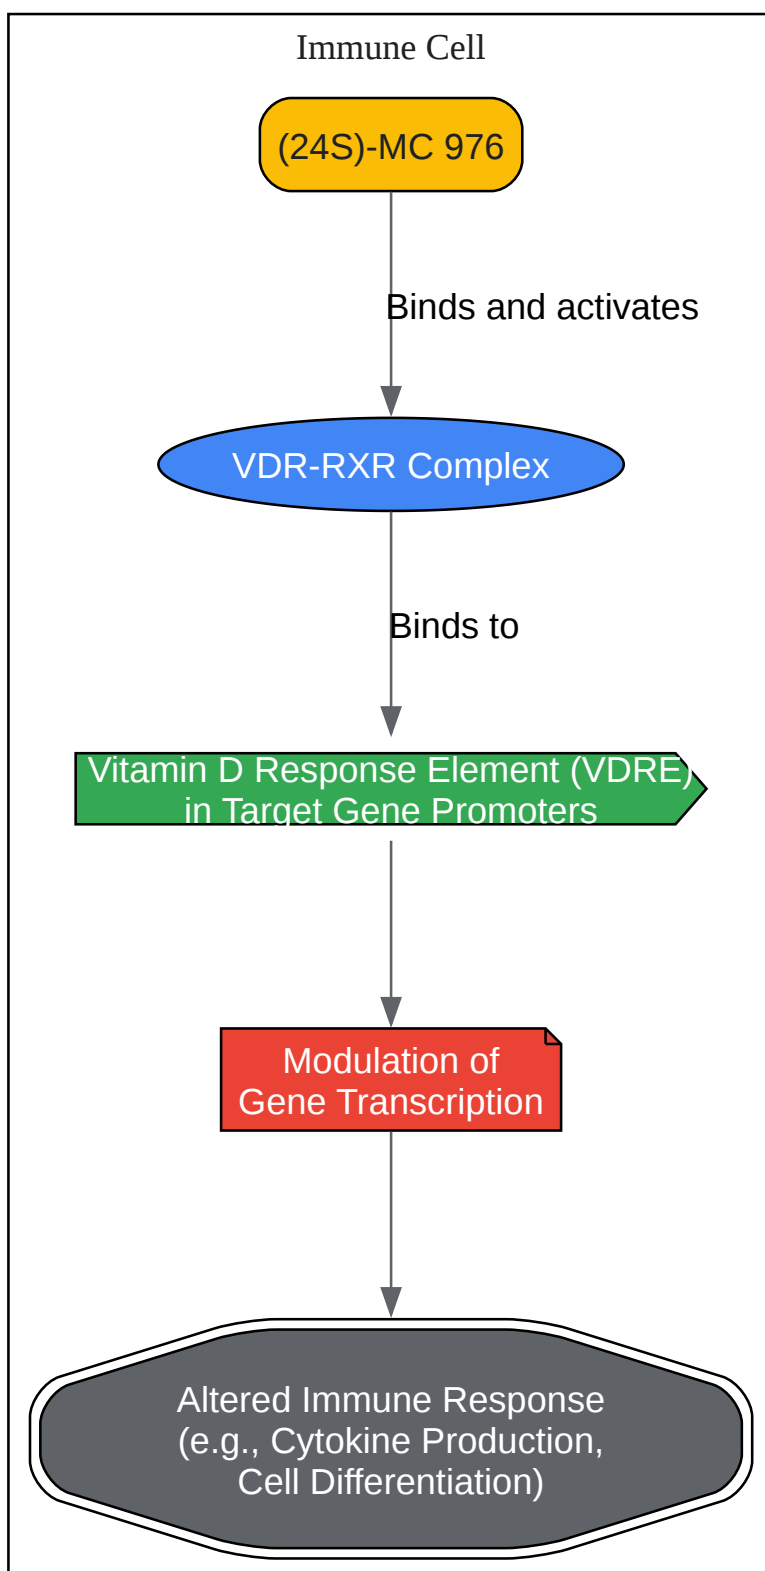 Immune Cell
(24S)-MC 976
Binds and activates
VDR-RXR Complex
Binds to
Vitamin D Response Element (VDRE)
in Target Gene Promoters
Modulation of
Gene Transcription
Altered Immune Response
(e.g., Cytokine Production,
Cell Differentiation)